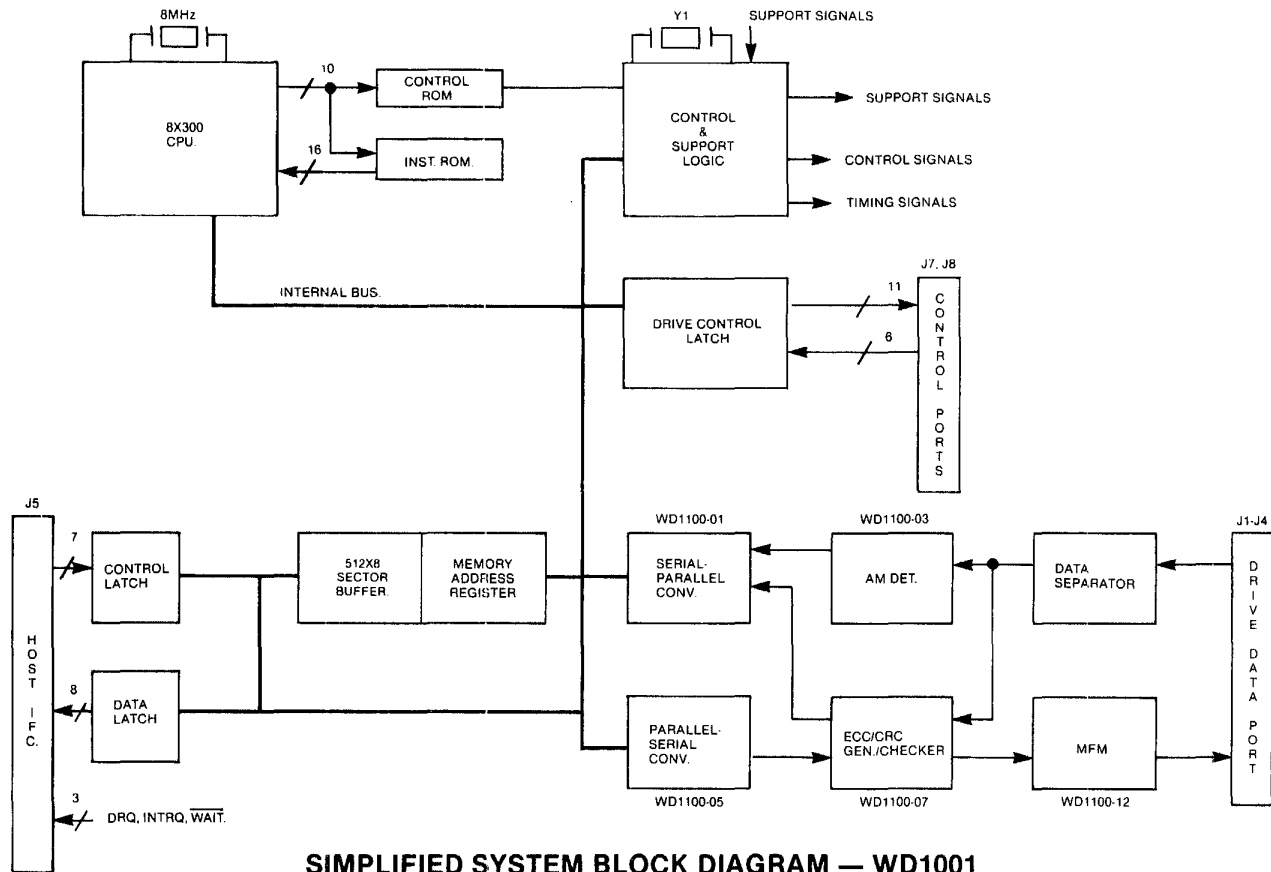 8MHz
Y1
SUPPORT SIGNALS
10
CONTROL
ROM
8X300
CPU.
CONTROL
&
SUPPORT
LOGIC
SUPPORT SIGNALS
16
INST. ROM.
CONTROL SIGNALS
TIMING SIGNALS
J7, J8
INTERNAL BUS.
DRIVE CONTROL
LATCH
11
6
CONTROL PORTS
J5
WD1100-01
WD1100-03
J1-J4
7
CONTROL
LATCH
512X8
SECTOR
BUFFER.
MEMORY
ADDRESS
REGISTER
SERIAL-
PARALLEL
CONV.
AM DET.
DATA
SEPARATOR
HOST IFC.
DRIVE DATA PORT
8
DATA
LATCH
PARALLEL-
SERIAL
CONV.
ECC/CRC
GEN./CHECKER
MFM
WD1100-05
WD1100-07
WD1100-12
3
DRQ, INTRQ, WAIT.
SIMPLIFIED SYSTEM BLOCK DIAGRAM — WD1001